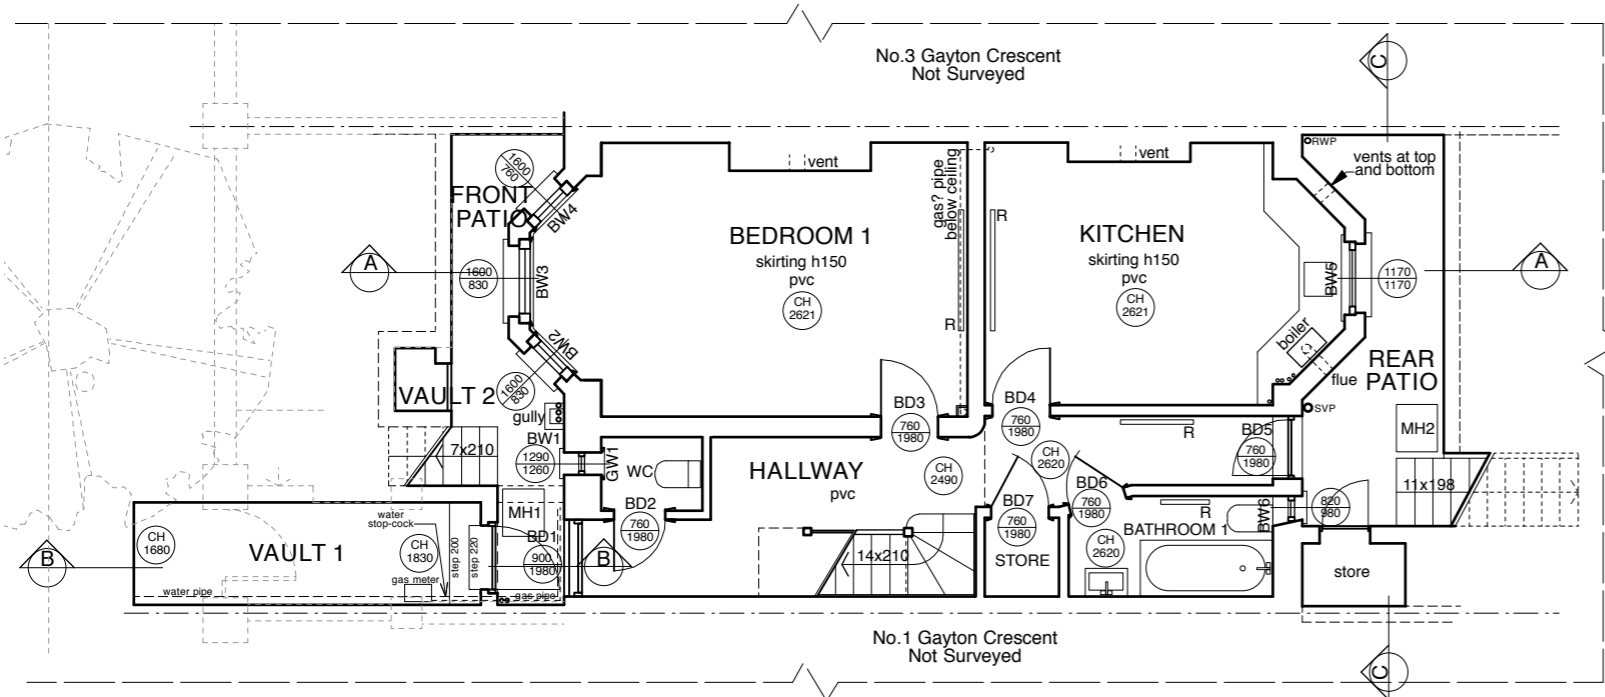 No.3 Gayton Crescent
Not Surveyed
C
RWP
vents at top
and bottom
1600
760
FRONT
PATIO
BW4
vent
gas? pipe
below ceiling
R
vent
A
1600
830
BW3
BEDROOM 1
skirting h150
pvc
CH
2621
R
KITCHEN
skirting h150
pvc
CH
2621
BW5
1170
1170
A
BW2
1600
830
boiler
flue
REAR
PATIO
VAULT 2
gully
BD3
760
1980
BD4
760
1980
R
BD5
760
1980
SVP
MH2
7x210
BW1
1290
1260
GW1
WC
HALLWAY
pvc
CH
2490
CH
2620
BD6
760
1980
11x198
MH1
BD2
760
1980
BD7
760
1980
R
BATHROOM 1
BW6
820
980
water
stop-cock
CH
1680
VAULT 1
CH
1830
step 200
step 220
BD1
900
1980
B
B
14x210
STORE
CH
2620
store
gas meter
water pipe
gas pipe
No.1 Gayton Crescent
Not Surveyed
C